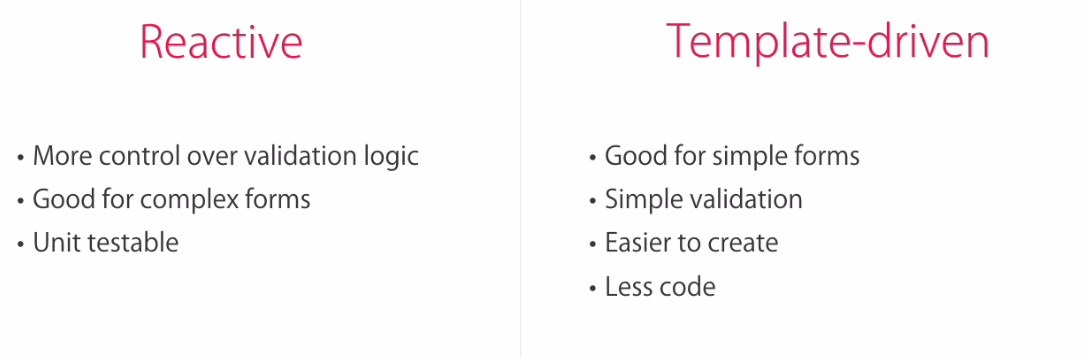 Reactive
• More control over validation logic
• Good for complex forms
• Unit testable
Template-driven
• Good for simple forms
• Simple validation
• Easier to create
• Less code